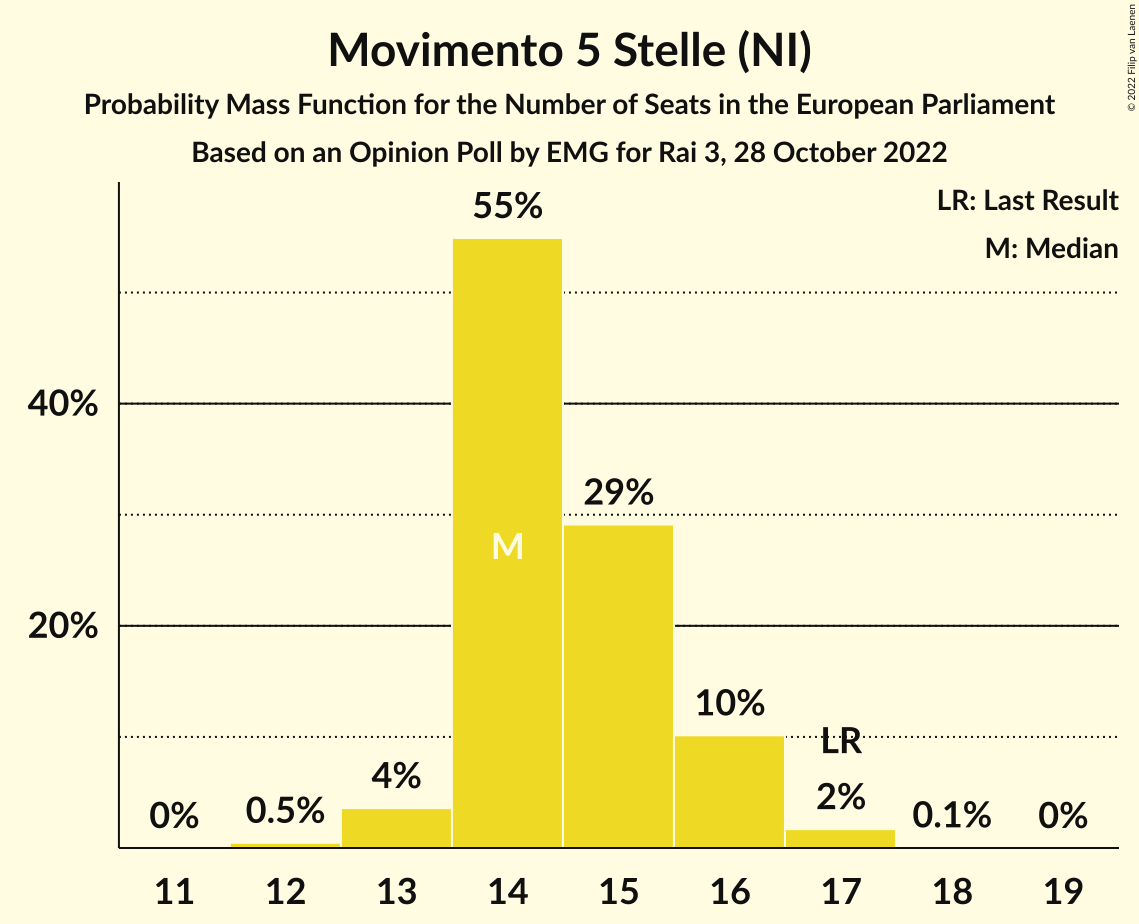 Movimento 5 Stelle (NI)
Probability Mass Function for the Number of Seats in the European Parliament
Based on an Opinion Poll by EMG for Rai 3, 28 October 2022
© 2022 Filip van Laenen
LR: Last Result
M: Median
55%
40%
29%
M
20%
10%
LR
4%
2%
0%
0.5%
0.1%
0%
11 12 13 14 15 16 17 18 19